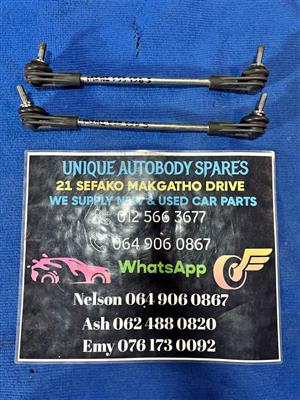 UNIQUE AUTOBODY SPARES
21 SEFAKO MAKGATHO DRIVE
WE SUPPLY NEW & USED CAR PARTS
012 566 3677
064 906 0867
WhatsApp
Nelson 064 906 0867
Ash 062 488 0820
Emy 076 173 0092